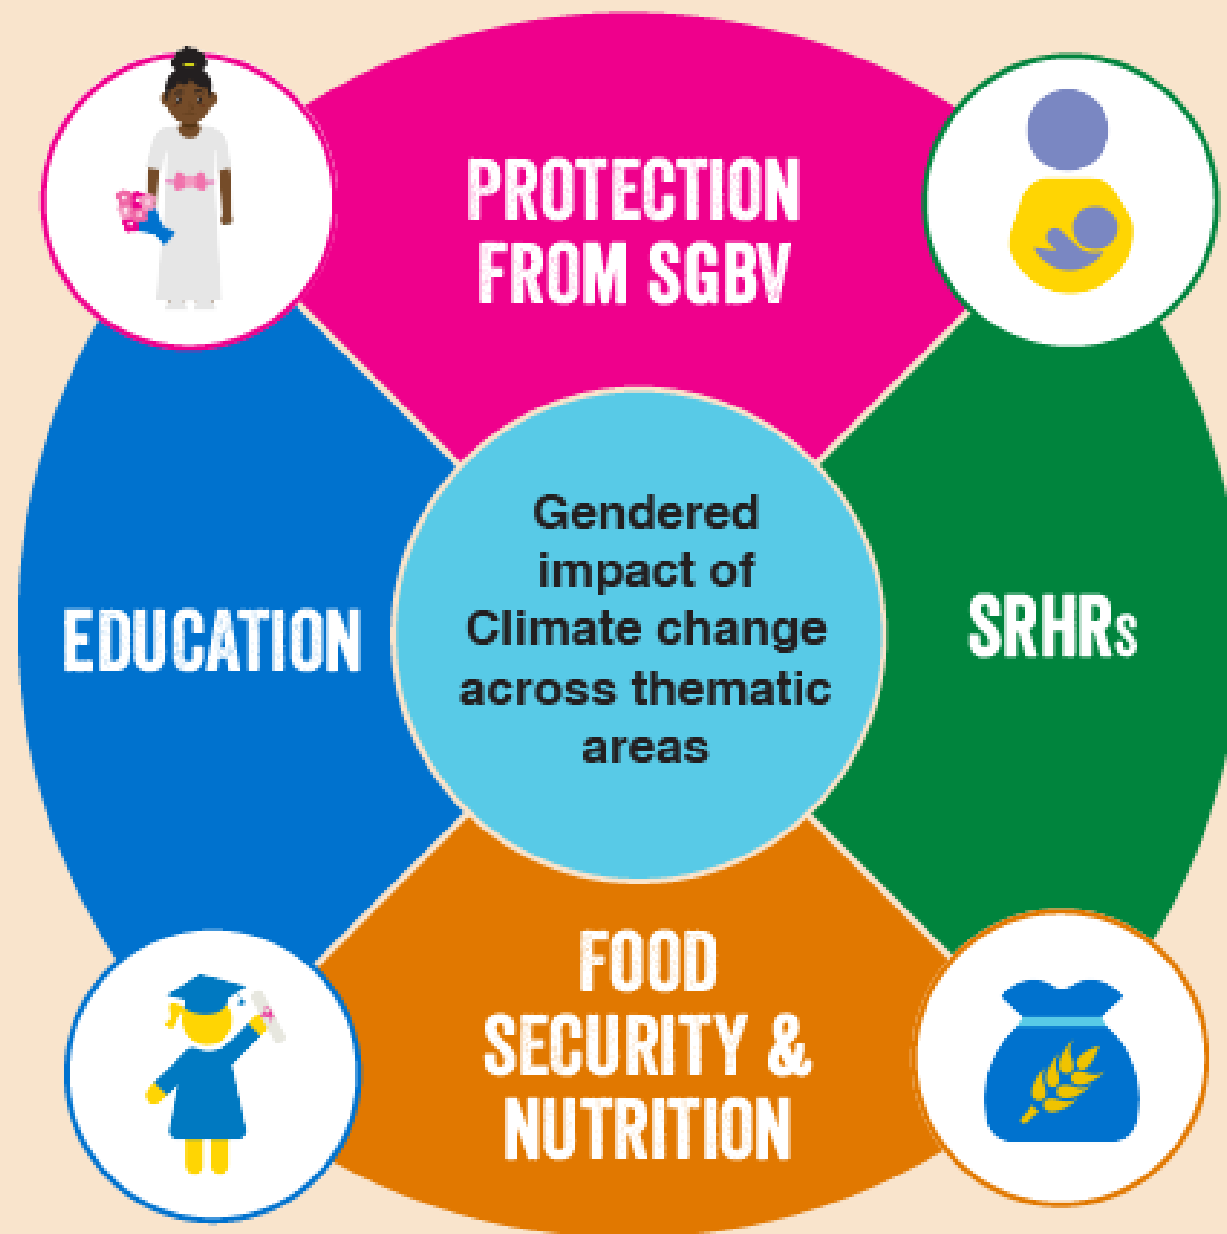 PROTECTION
FROM SGBV
Gendered
impact of
Climate change
across thematic
areas
EDUCATION
SRHRs
FOOD
SECURITY &
NUTRITION